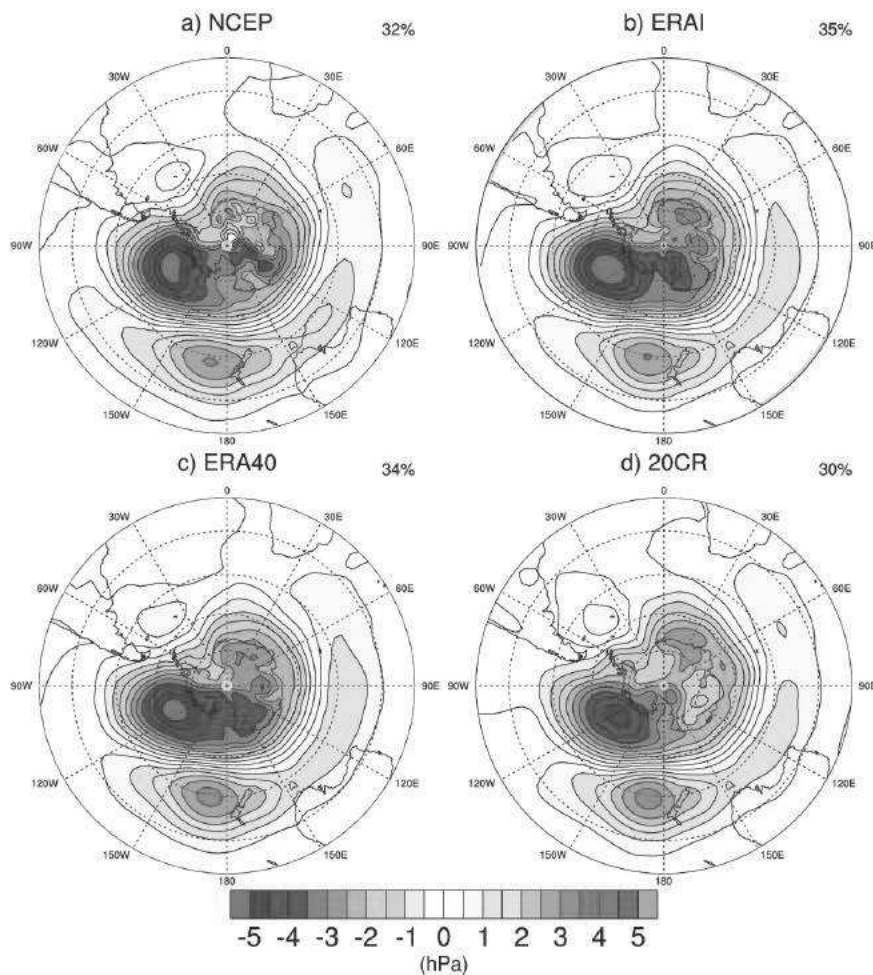 a) NCEP 32%
b) ERAI 35%
0
30W 30E
60W 60E
90W 90E
120W 120E
150W 150E
180
0
30W 30E
60W 60E
90W 90E
120W 120E
150W 150E
180
c) ERA40 34%
d) 20CR 30%
0
30W 30E
60W 60E
90W 90E
120W 120E
150W 150E
180
0
30W 30E
60W 60E
90W 90E
120W 120E
150W 150E
180
-5 -4 -3 -2 -1 0 1 2 3 4 5
(hPa)